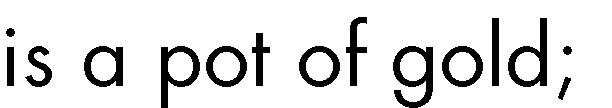 is a pot of gold;